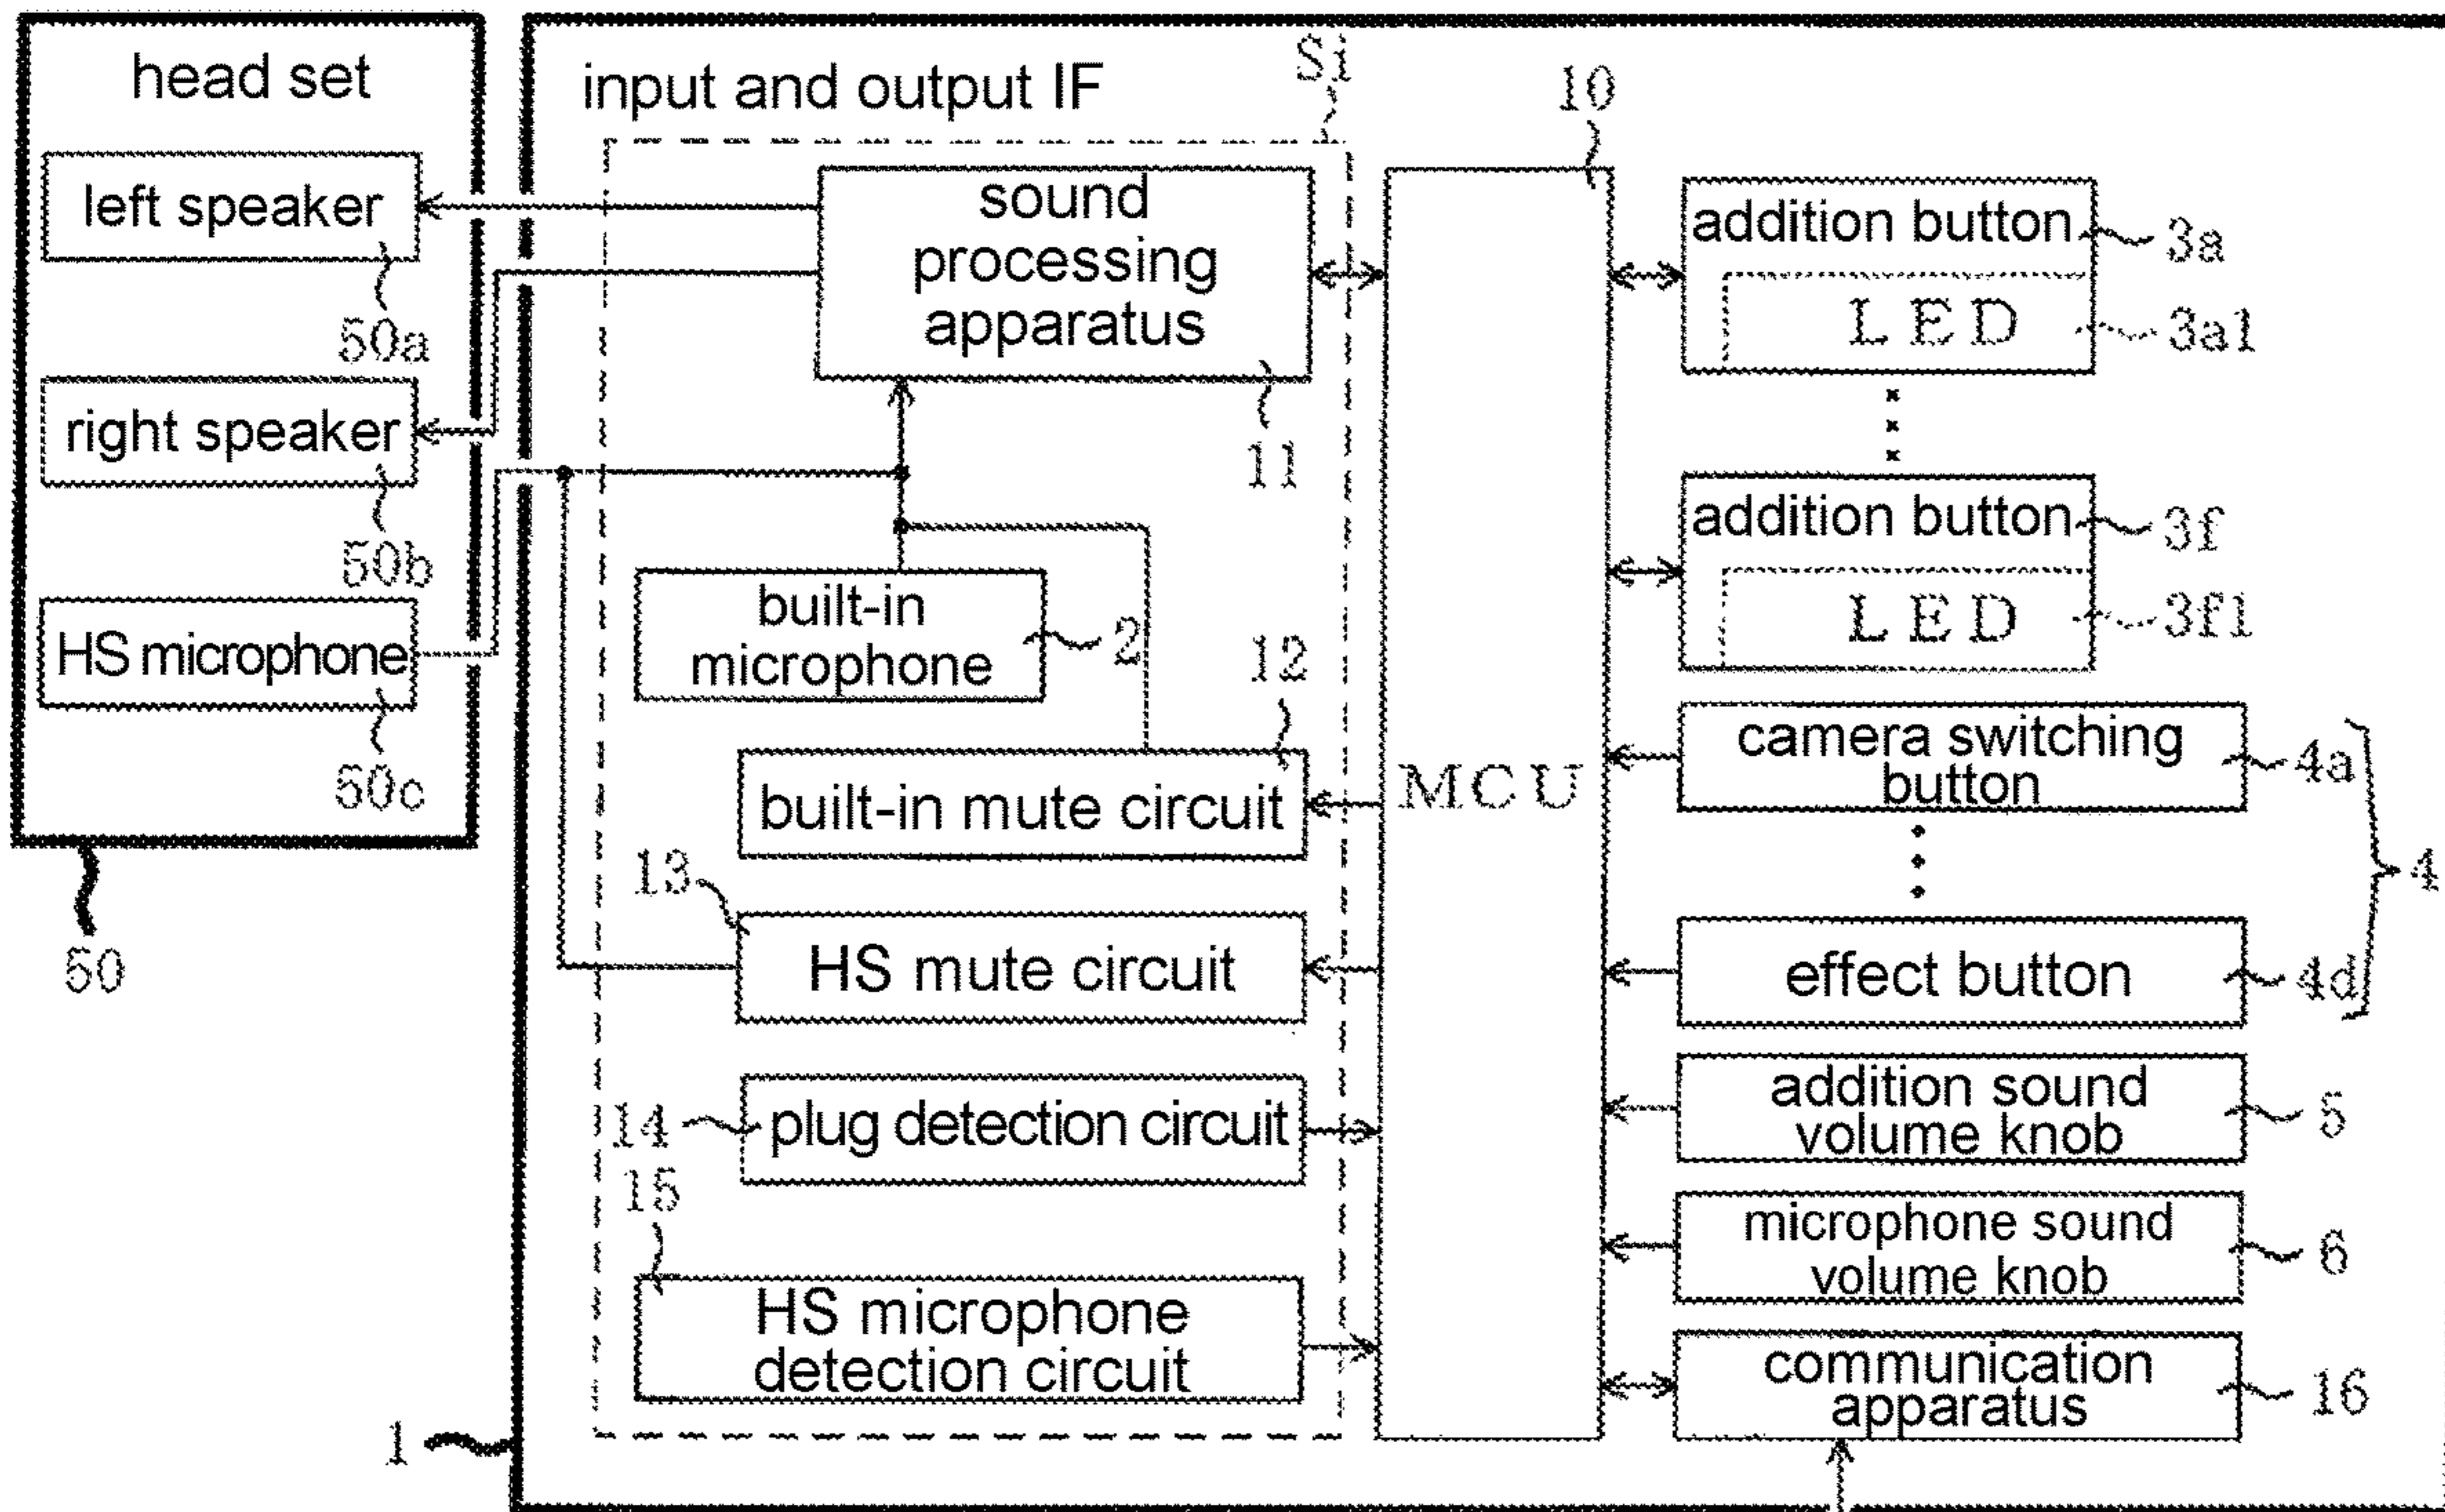 head set
left speaker
50a
right speaker
50b
HS microphone
50c
50
input and output IF
S1
sound
processing
apparatus
11
built-in
microphone
2
12
built-in mute circuit
13
HS mute circuit
14
plug detection circuit
15
HS microphone
detection circuit
1
10
MCU
addition button
3a
LED
3a1
addition button
3f
LED
3f1
camera switching
button
4a
4
effect button
4d
addition sound
volume knob
5
microphone sound
volume knob
6
communication
apparatus
16